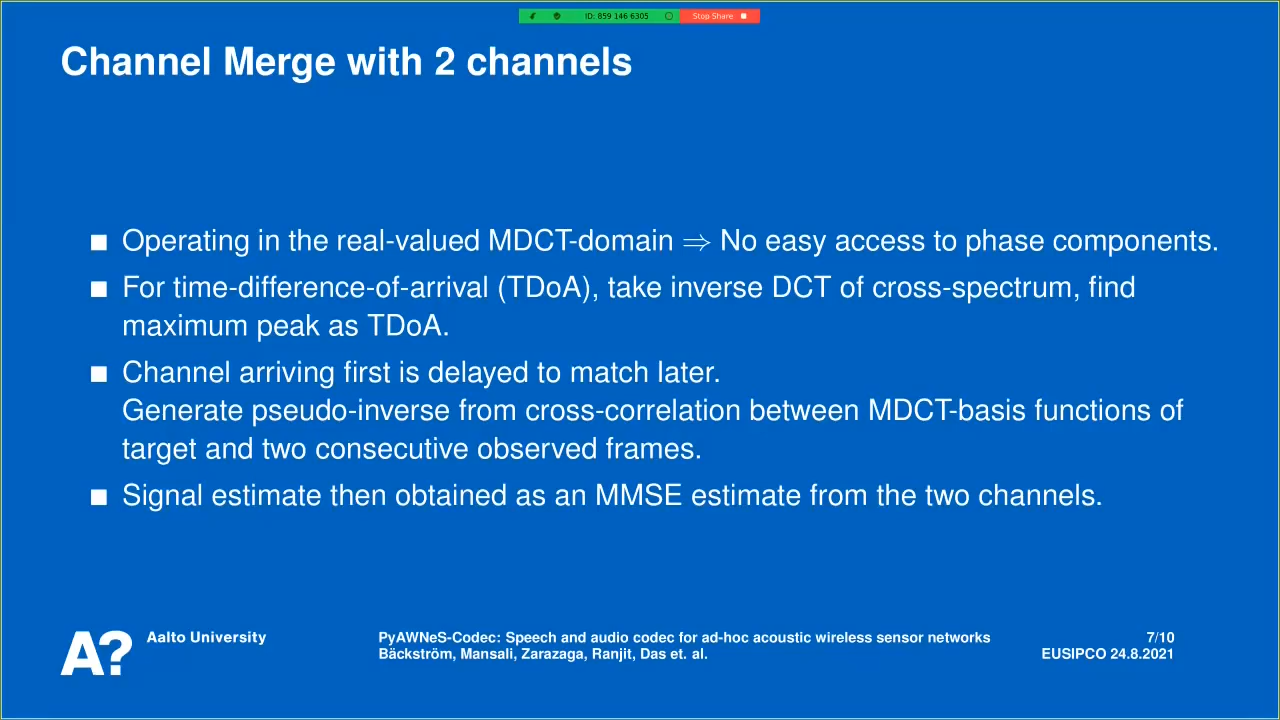 ID: 859 146 6305 Stop Share
Channel Merge with 2 channels
Operating in the real-valued MDCT-domain ⇒ No easy access to phase components.
For time-difference-of-arrival (TDoA), take inverse DCT of cross-spectrum, find
maximum peak as TDoA.
Channel arriving first is delayed to match later.
Generate pseudo-inverse from cross-correlation between MDCT-basis functions of
target and two consecutive observed frames.
Signal estimate then obtained as an MMSE estimate from the two channels.
A? Aalto University
PyAWNeS-Codec: Speech and audio codec for ad-hoc acoustic wireless sensor networks
Bäckström, Mansali, Zarazaga, Ranjit, Das et. al.
7/10
EUSIPCO 24.8.2021